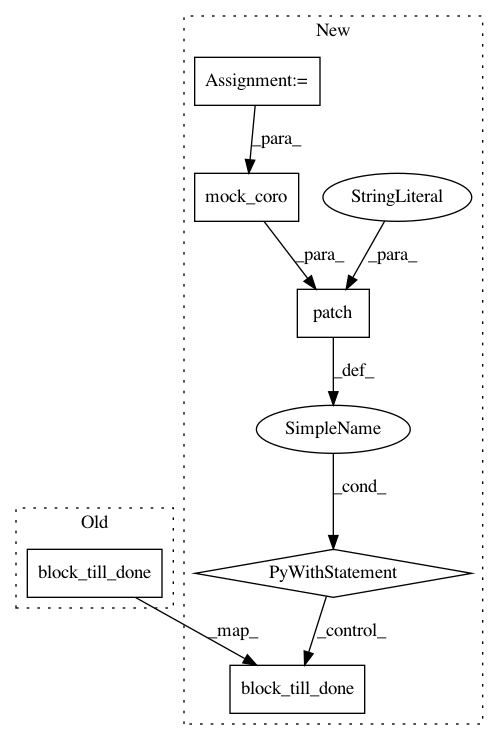 New
Assignment:=
_para_
mock_coro
StringLiteral
_para_
_para_
patch
_def_
SimpleName
_cond_
Old
block_till_done
PyWithStatement
_map_
_control_
block_till_done